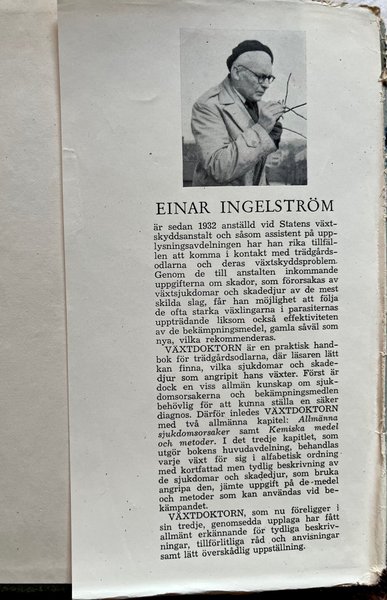 EINAR INGELSTRÖM
är sedan 1932 anställd vid Statens växt-
skyddsanstalt och såsom assistent på upp-
lysningsavdelningen har han rika tillfäl-
len att komma i kontakt med trädgårds-
odlarna och deras växtskyddsproblem.
Genom de till anstalten inkommande
uppgifterna om skador, som förorsakas av
växtsjukdomar och skadedjur av de mest
skilda slag, får han möjlighet att följa
de ofta starka växlingarna i parasiternas
uppträdande liksom också effektiviteten
av de bekämpningsmedel, gamla såväl som
nya, vilka rekommenderas.
VÄXTDOKTORN är en praktisk hand-
bok för trädgårdsodlarna, där läsaren lätt
kan finna, vilka sjukdomar och skade-
djur som angripit hans växter. Först är
dock en viss allmän kunskap om sjuk-
domsorsakerna och bekämpningsmedlen
behövlig för att kunna ställa en säker
diagnos. Därför inledes VÄXTDOKTORN
med två allmänna kapitel: Allmänna
sjukdomsorsaker samt Kemiska medel
och metoder. I det tredje kapitlet, som
utgör bokens huvudavdelning, behandlas
varje växt för sig i alfabetisk ordning
med kortfattad men tydlig beskrivning av
de sjukdomar och skadedjur, som bruka
angripa den, jämte uppgift på de medel
och metoder som kan användas vid be-
kämpandet.
VÄXTDOKTORN, som nu föreligger i
sin tredje, genomsedda upplaga har fått
allmänt erkännande för tydliga beskriv-
ningar, tillförlitliga råd och anvisningar
samt lätt överskådlig uppställning.